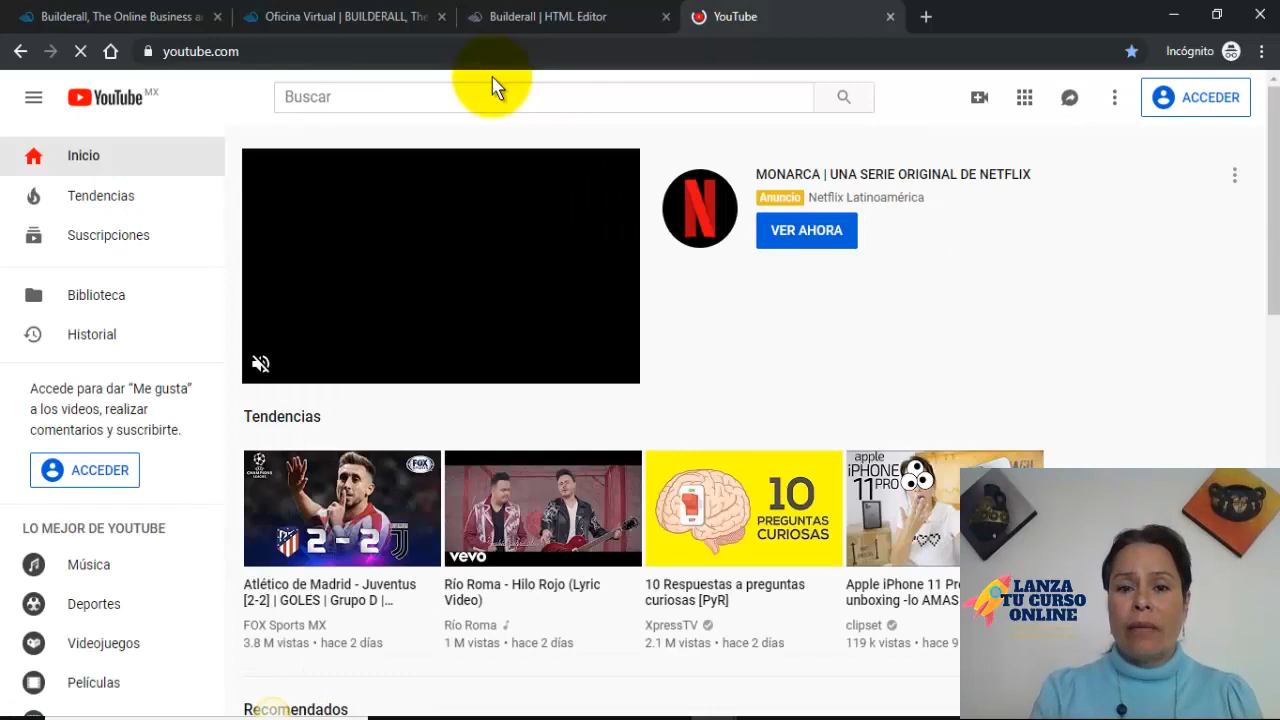 Builderall, The Online Business a
Oficina Virtual | BUILDERALL, The
Builderall | HTML Editor
YouTube
youtube.com
Incógnito
YouTube MX
Buscar
ACCEDER
Inicio
Tendencias
Suscripciones
Biblioteca
Historial
Accede para dar “Me gusta”
a los videos, realizar
comentarios y suscribirte.
ACCEDER
LO MEJOR DE YOUTUBE
Música
Deportes
Videojuegos
Películas
MONARCA | UNA SERIE ORIGINAL DE NETFLIX
Anuncio Netflix Latinoamérica
VER AHORA
Tendencias
CHAMPIONS
LEAGUE
FOX
Sports
2-2
vevo
10
PREGUNTAS
CURIOSAS
apple
iPHONE
11 PRO
Atlético de Madrid - Juventus
[2-2] | GOLES | Grupo D |...
FOX Sports MX
3.8 M vistas • hace 2 días
Río Roma - Hilo Rojo (Lyric
Video)
Río Roma
1 M vistas • hace 2 días
10 Respuestas a preguntas
curiosas [PyR]
XpressTV
2.1 M vistas • hace 2 días
Apple iPhone 11 Pro
unboxing -lo AMAS
clipset
119 k vistas • hace 9
LANZA
TU CURSO
ONLINE
Recomendados